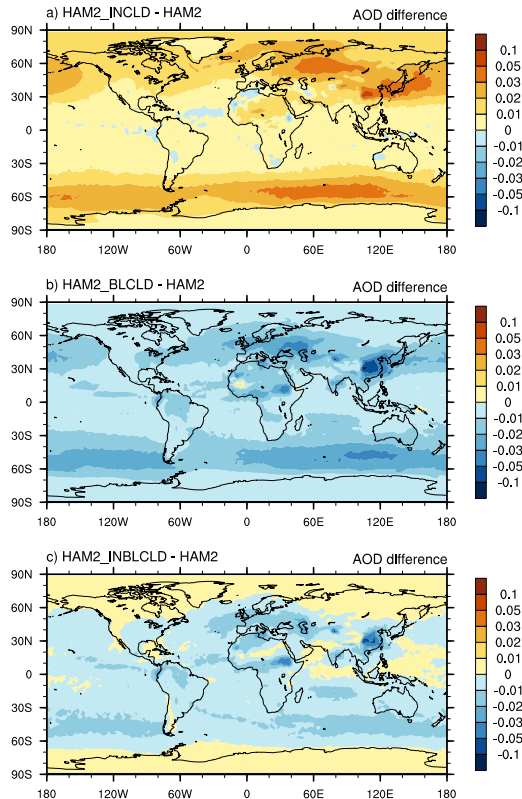 a) HAM2_INCLD - HAM2 AOD difference
90N
60N
30N
0
30S
60S
90S
180 120W 60W 0 60E 120E 180
0.1
0.05
0.03
0.02
0.01
0
-0.01
-0.02
-0.03
-0.05
-0.1
b) HAM2_BLCLD - HAM2 AOD difference
90N
60N
30N
0
30S
60S
90S
180 120W 60W 0 60E 120E 180
0.1
0.05
0.03
0.02
0.01
0
-0.01
-0.02
-0.03
-0.05
-0.1
c) HAM2_INBLCLD - HAM2 AOD difference
90N
60N
30N
0
30S
60S
90S
180 120W 60W 0 60E 120E 180
0.1
0.05
0.03
0.02
0.01
0
-0.01
-0.02
-0.03
-0.05
-0.1